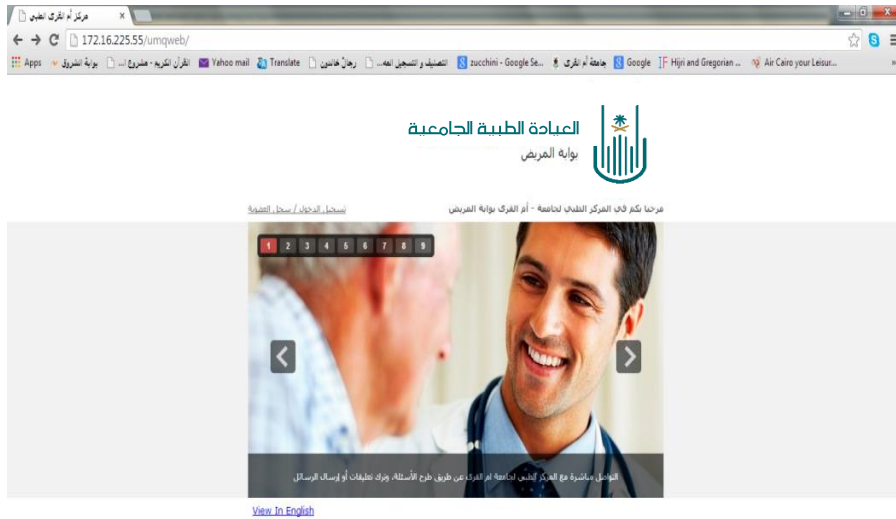 مركز أم القرى الطبي
172.16.225.55/umqweb/
Apps بوابة الشروق القرآن الكريم - مشروع ا... Yahoo mail Translate رجالٌ خالدون التصنيف و التسجيل المه... zucchini - Google Se... جامعة أم القرى Google Hijri and Gregorian ... Air Cairo your Leisur...
العيادة الطبية الجامعية
بوابة المريض
مرحبا بكم في المركز الطبي لجامعة - أم القرى بوابة المريض
تسجيل الدخول / سجل العضوية
1 2 3 4 5 6 7 8 9
التواصل مباشرة مع المركز الطبي لجامعة ام القرى عن طريق طرح الأسئلة، وترك تعليقات أو إرسال الرسائل
View In English